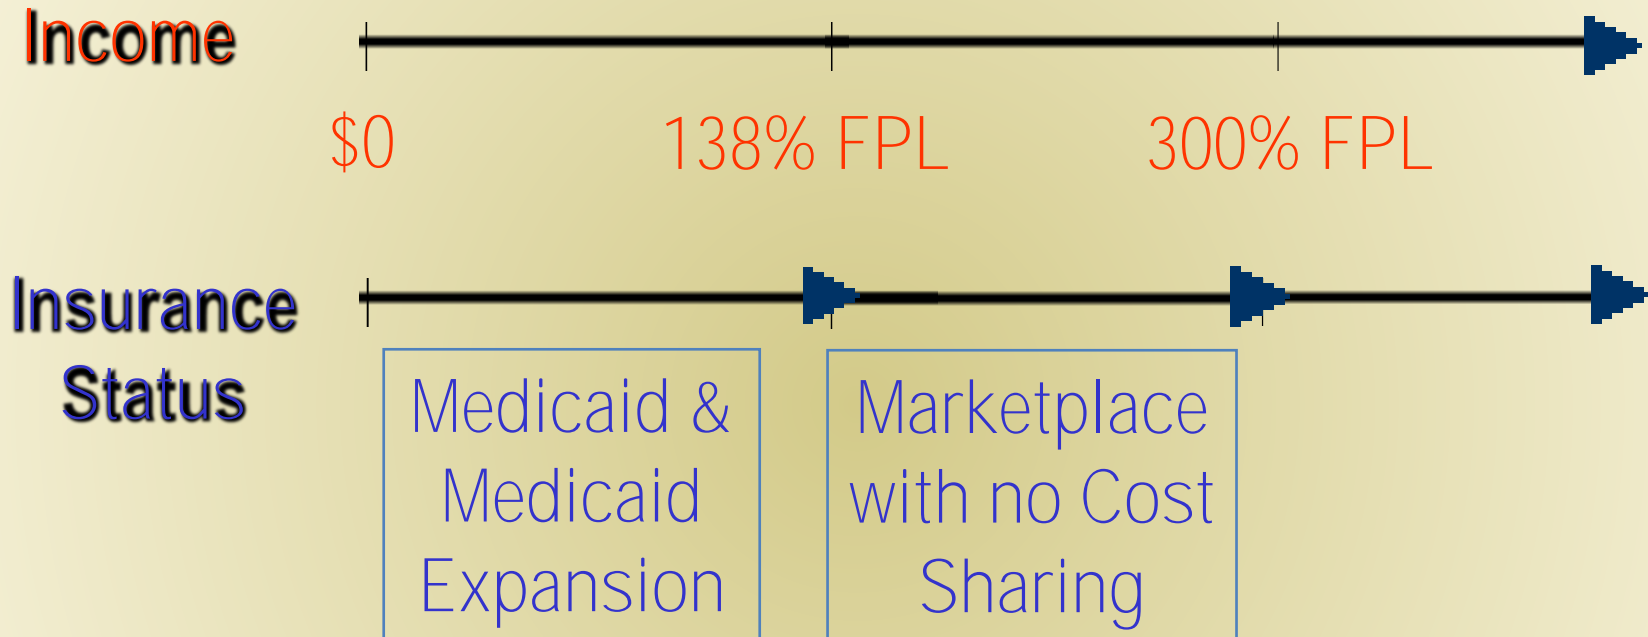 Income
$0 138% FPL 300% FPL
Insurance
Status
Medicaid &
Medicaid
Expansion
Marketplace
with no Cost
Sharing